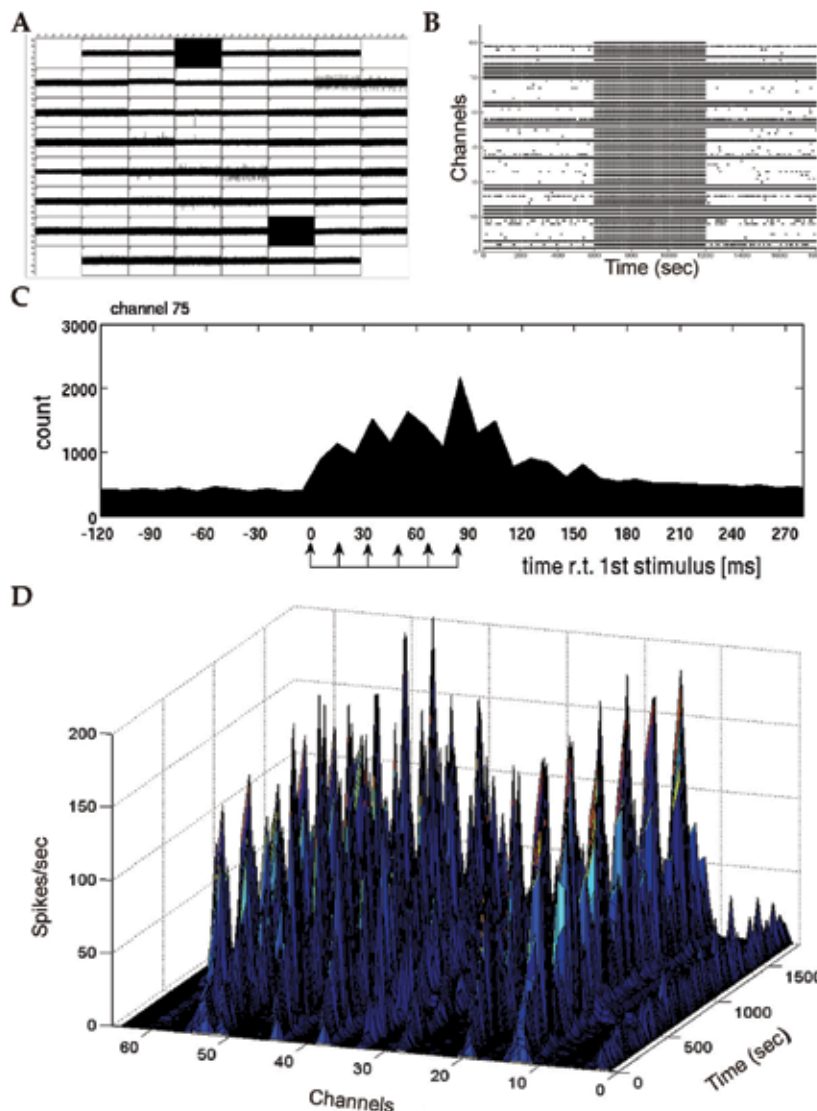 A
B
Channels
Time (sec)
C
channel 75
3000
2000
1000
0
count
-120 -90 -60 -30 0 30 60 90 120 150 180 210 240 270
time r.t. 1st stimulus [ms]
D
200
150
100
50
0
Spikes/sec
60 50 40 30 20 10 0
Channels
0 500 1000 1500
Time (sec)